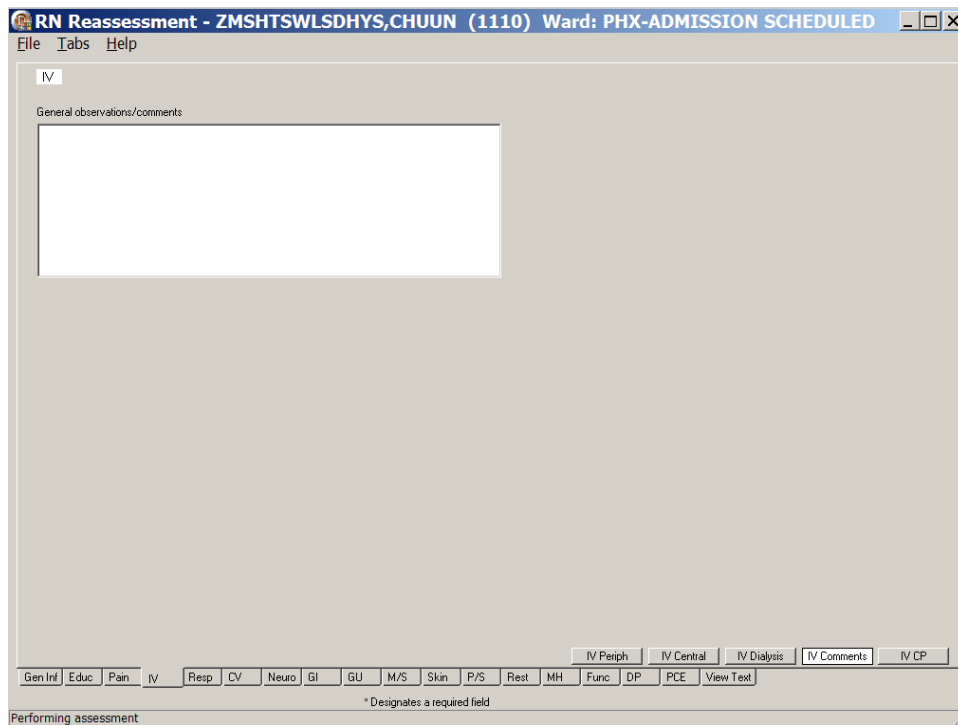 RN Reassessment - ZMSHTSWLSDHYS,CHUUN (1110) Ward: PHX-ADMISSION SCHEDULED
File Tabs Help
IV
General observations/comments
IV Periph IV Central IV Dialysis IV Comments IV CP
Gen Inf Educ Pain IV Resp CV Neuro GI GU M/S Skin P/S Rest MH Func DP PCE View Text
* Designates a required field
Performing assessment